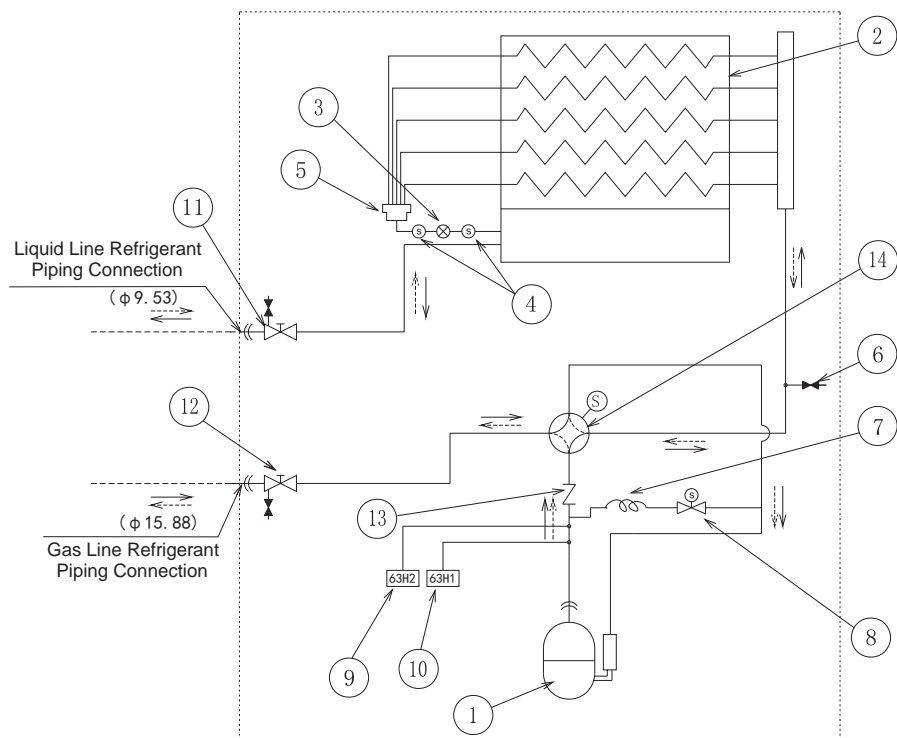 2
3
5
11
Liquid Line Refrigerant
Piping Connection
(φ9.53)
S
S
4
14
6
12
S
7
S
13
(φ15.88)
Gas Line Refrigerant
Piping Connection
63H2
63H1
9
10
8
1